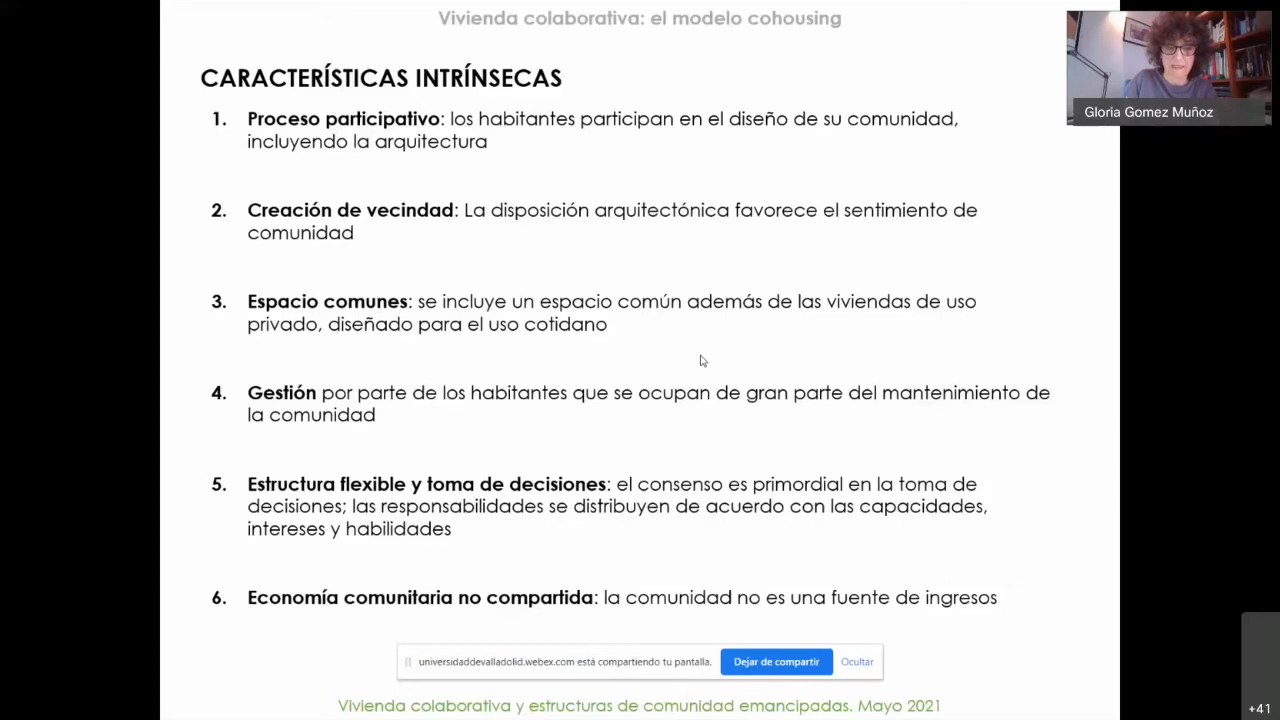 Vivienda colaborativa: el modelo cohousing
Gloria Gomez Muñoz
CARACTERÍSTICAS INTRÍNSECAS
1. Proceso participativo: los habitantes participan en el diseño de su comunidad,
incluyendo la arquitectura
2. Creación de vecindad: La disposición arquitectónica favorece el sentimiento de
comunidad
3. Espacio comunes: se incluye un espacio común además de las viviendas de uso
privado, diseñado para el uso cotidano
4. Gestión por parte de los habitantes que se ocupan de gran parte del mantenimiento de
la comunidad
5. Estructura flexible y toma de decisiones: el consenso es primordial en la toma de
decisiones; las responsabilidades se distribuyen de acuerdo con las capacidades,
intereses y habilidades
6. Economía comunitaria no compartida: la comunidad no es una fuente de ingresos
universidaddevalladolid.webex.com está compartiendo tu pantalla. Dejar de compartir Ocultar
Vivienda colaborativa y estructuras de comunidad emancipadas. Mayo 2021
+41